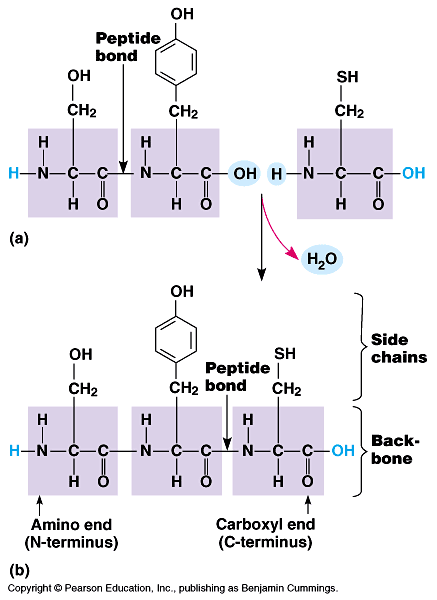 OH
Peptide
bond
OH
SH
CH2
CH2
CH2
H
H
H
H N C C N C C OH H N C C OH
H O H O H O
(a)
H2O
OH
OH
Peptide
bond
SH
Side
chains
CH2
CH2
CH2
H
H
H
H N C C N C C N C C OH
Back-
bone
H O H O H O
Amino end
(N-terminus)
Carboxyl end
(C-terminus)
(b)
Copyright © Pearson Education, Inc., publishing as Benjamin Cummings.